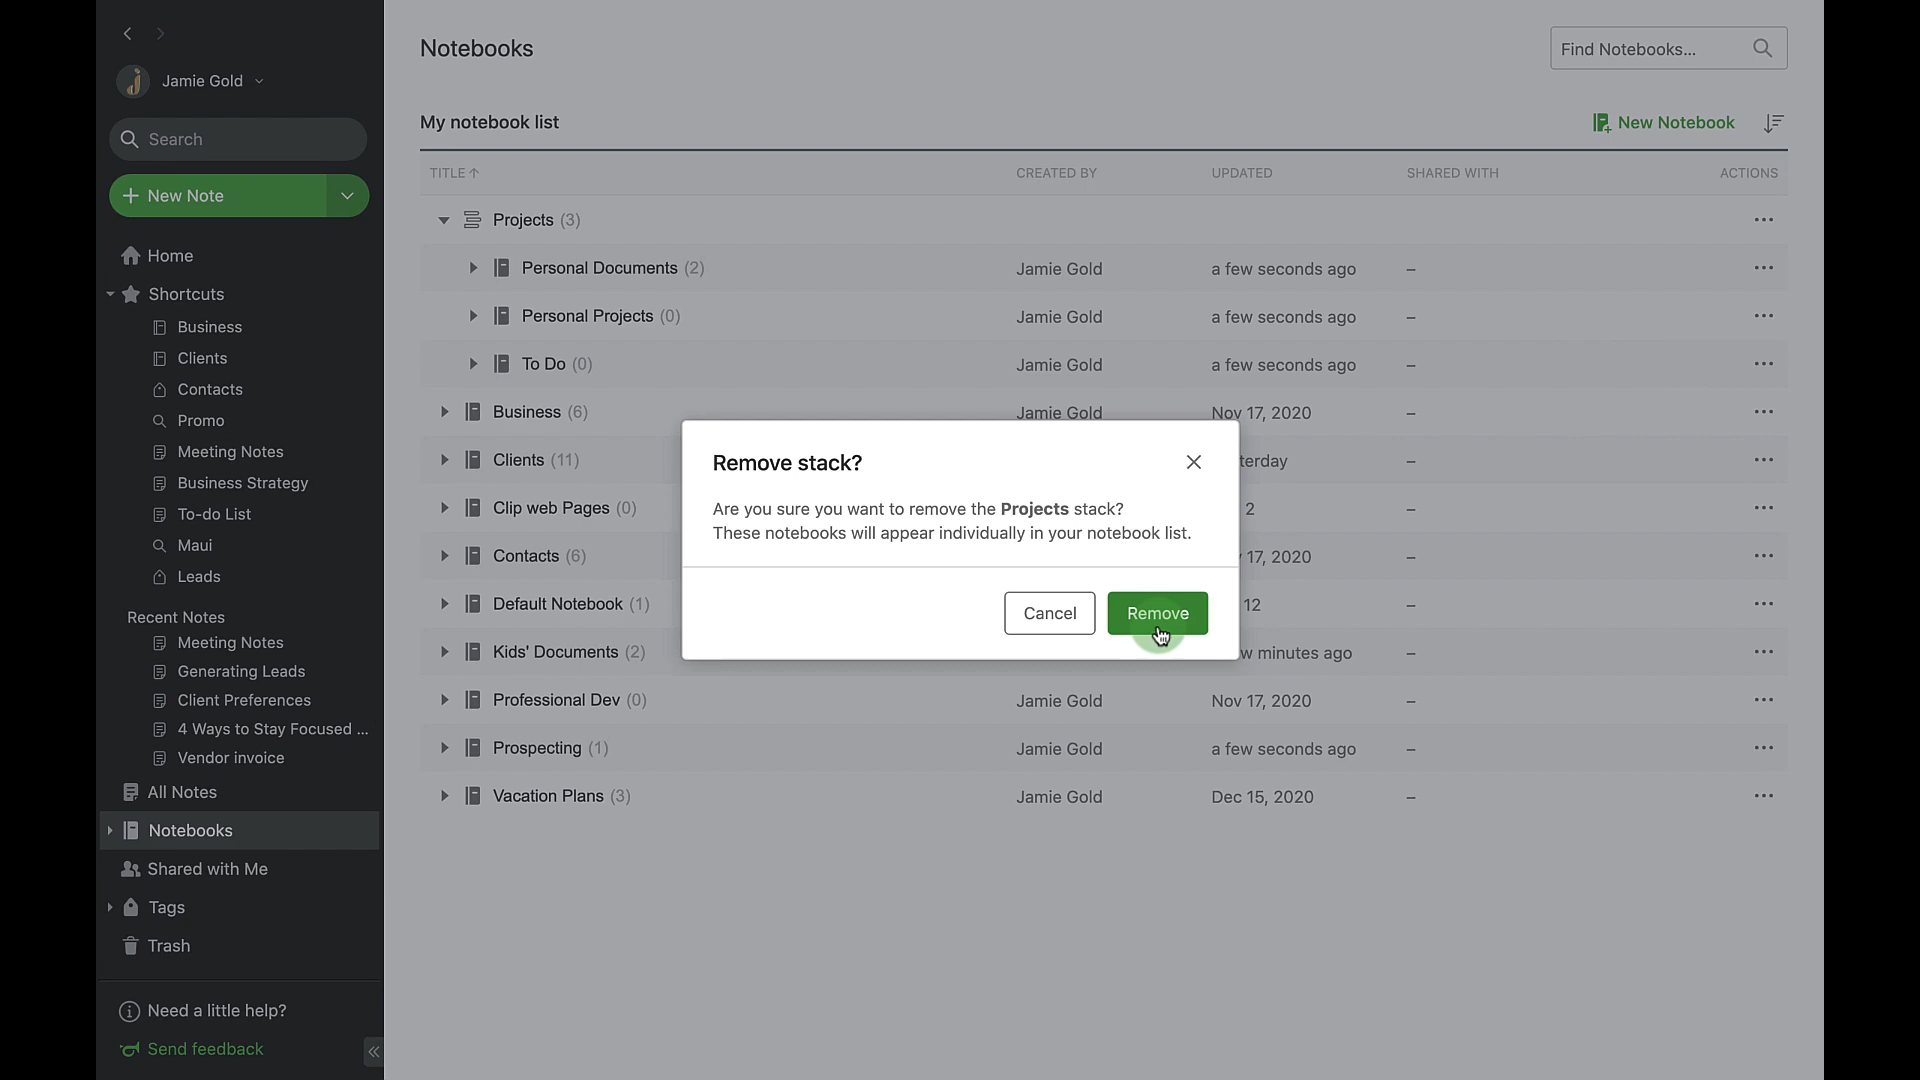 Jamie Gold
Search
New Note
Home
Shortcuts
Business
Clients
Contacts
Promo
Meeting Notes
Business Strategy
To-do List
Maui
Leads
Recent Notes
Meeting Notes
Generating Leads
Client Preferences
4 Ways to Stay Focused ...
Vendor invoice
All Notes
Notebooks
Shared with Me
Tags
Trash
Need a little help?
Send feedback
Notebooks
Find Notebooks...
My notebook list
New Notebook
TITLE CREATED BY UPDATED SHARED WITH ACTIONS
Projects (3)
Personal Documents (2) Jamie Gold a few seconds ago –
Personal Projects (0) Jamie Gold a few seconds ago –
To Do (0) Jamie Gold a few seconds ago –
Business (6) Jamie Gold Nov 17, 2020 –
Clients (11) terday –
Clip web Pages (0) 2 –
Contacts (6) 17, 2020 –
Default Notebook (1) 12 –
Kids' Documents (2) w minutes ago –
Professional Dev (0) Jamie Gold Nov 17, 2020 –
Prospecting (1) Jamie Gold a few seconds ago –
Vacation Plans (3) Jamie Gold Dec 15, 2020 –
Remove stack?
Are you sure you want to remove the Projects stack?
These notebooks will appear individually in your notebook list.
Cancel
Remove